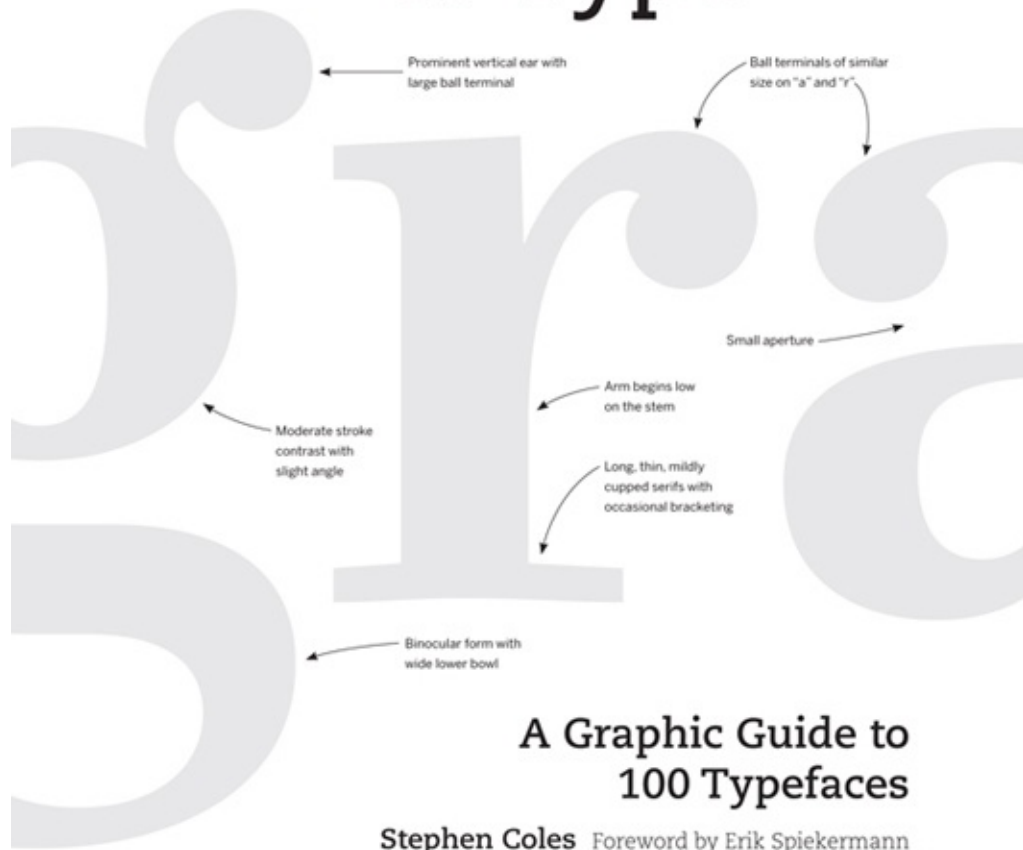 Prominent vertical ear with
large ball terminal
Ball terminals of similar
size on “a” and “r”
gra
Small aperture
Arm begins low
on the stem
Moderate stroke
contrast with
slight angle
Long, thin, mildly
cupped serifs with
occasional bracketing
Binocular form with
wide lower bowl
A Graphic Guide to
100 Typefaces
Stephen Coles Foreword by Erik Spiekermann